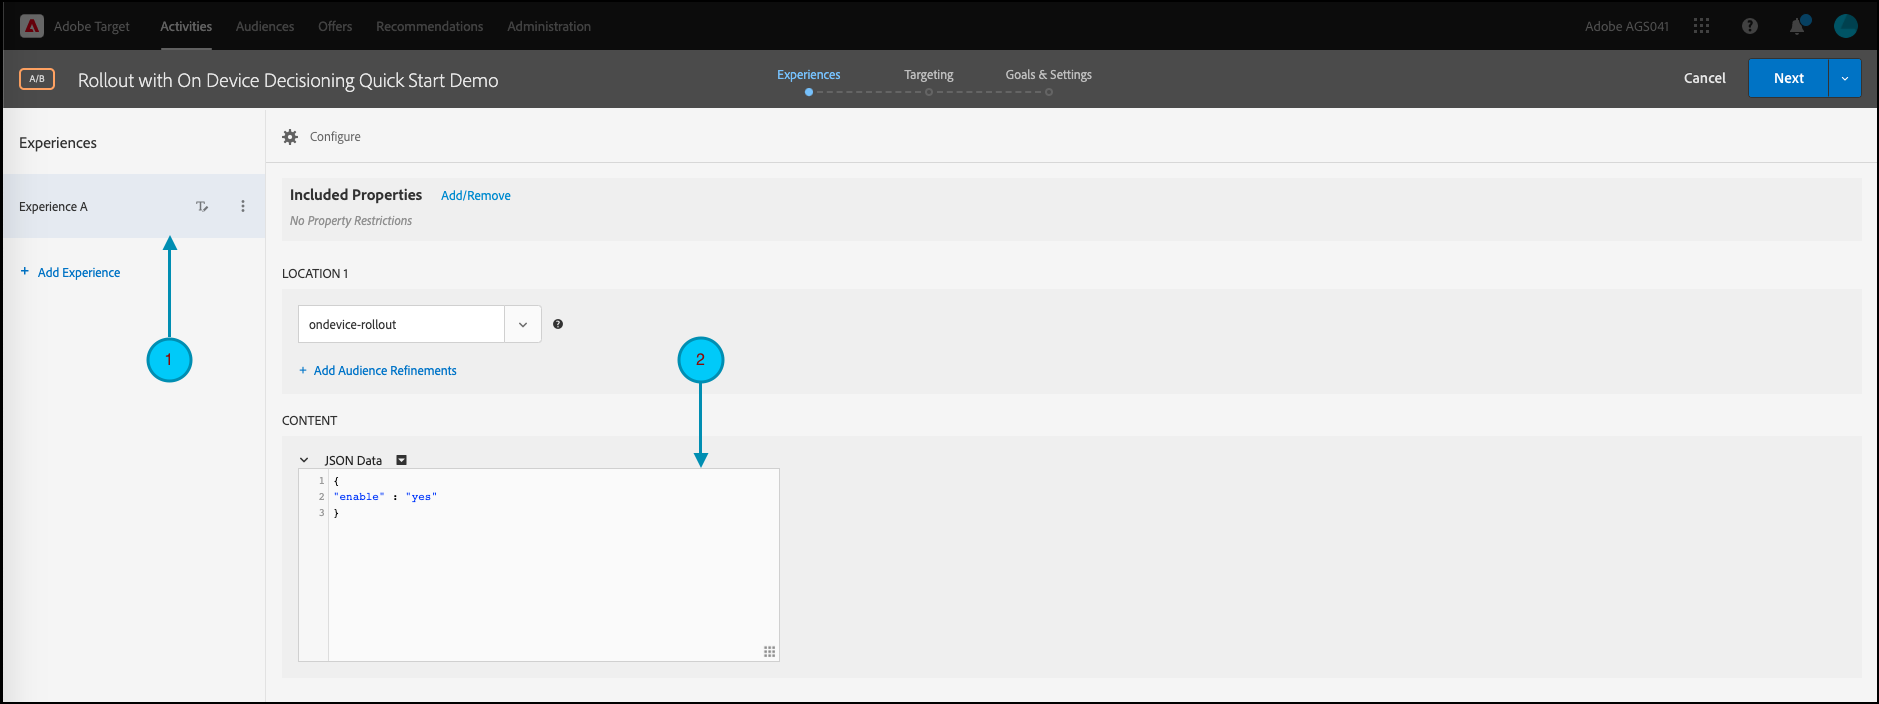 Adobe Target Activities Audiences Offers Recommendations Administration Adobe AGS041
A/B Rollout with On Device Decisioning Quick Start Demo Experiences Targeting Goals & Settings Cancel Next
Experiences
Configure
Included Properties Add/Remove
No Property Restrictions
Experience A
+ Add Experience
LOCATION 1
ondevice-rollout
1
2
+ Add Audience Refinements
CONTENT
JSON Data
1 {
2 "enable" : "yes"
3 }